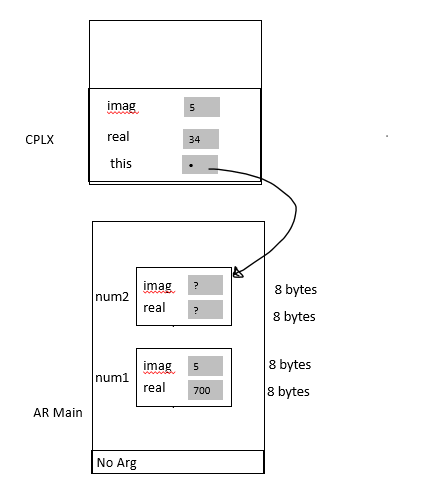 imag 5
CPLX
real 34
this •
num2
imag ?
8 bytes
real ?
8 bytes
num1
imag 5
8 bytes
real 700
8 bytes
AR Main
No Arg